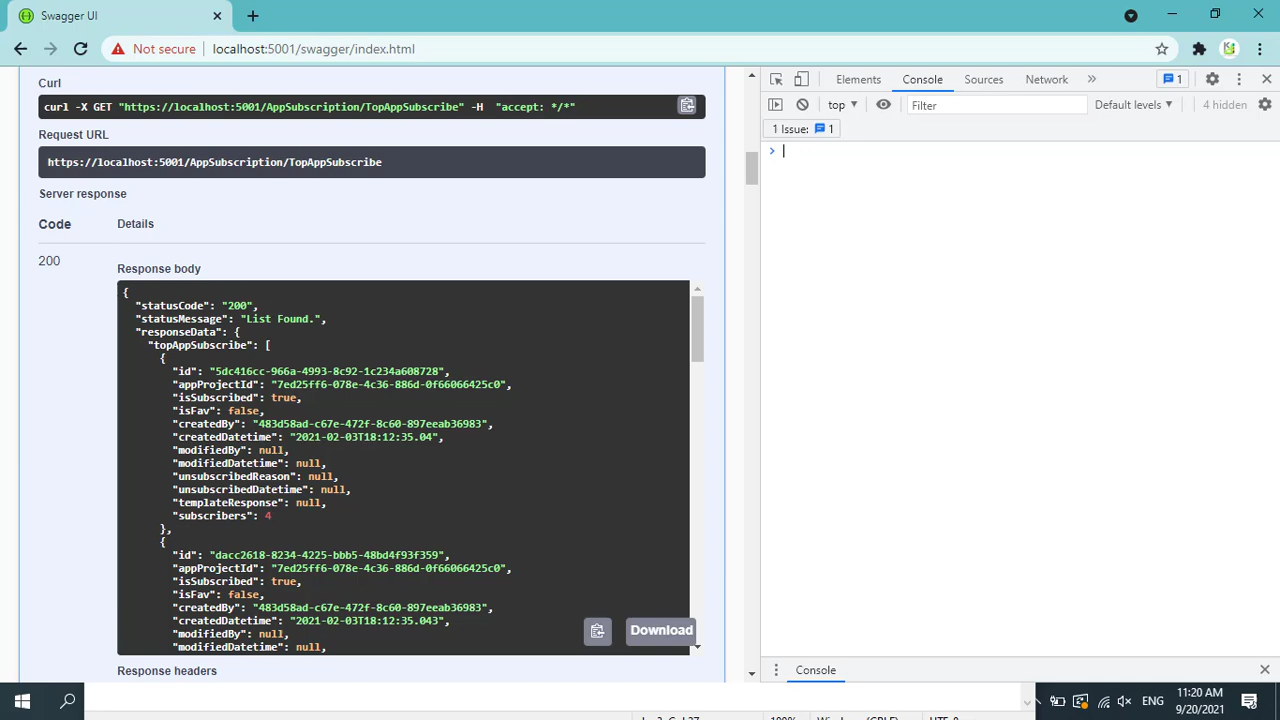 Swagger UI
Not secure
localhost:5001/swagger/index.html
Curl
curl -X GET "https://localhost:5001/AppSubscription/TopAppSubscribe" -H  "accept: */*"
Request URL
https://localhost:5001/AppSubscription/TopAppSubscribe
Server response
Code Details
200
Response body
{
"statusCode": "200",
"statusMessage": "List Found.",
"responseData": {
"topAppSubscribe": [
{
"id": "5dc416cc-966a-4993-8c92-1c234a608728",
"appProjectId": "7ed25ff6-078e-4c36-886d-0f66066425c0",
"isSubscribed": true,
"isFav": false,
"createdBy": "483d58ad-c67e-472f-8c60-897eeab36983",
"createdDatetime": "2021-02-03T18:12:35.04",
"modifiedBy": null,
"modifiedDatetime": null,
"unsubscribedReason": null,
"unsubscribedDatetime": null,
"templateResponse": null,
"subscribers": 4
},
{
"id": "dacc2618-8234-4225-bbb5-48bd4f93f359",
"appProjectId": "7ed25ff6-078e-4c36-886d-0f66066425c0",
"isSubscribed": true,
"isFav": false,
"createdBy": "483d58ad-c67e-472f-8c60-897eeab36983",
"createdDatetime": "2021-02-03T18:12:35.043",
"modifiedBy": null,
"modifiedDatetime": null,
Download
Response headers
Elements Console Sources Network » 1
top Filter Default levels 4 hidden
1 Issue: 1
Console
ENG
11:20 AM
9/20/2021